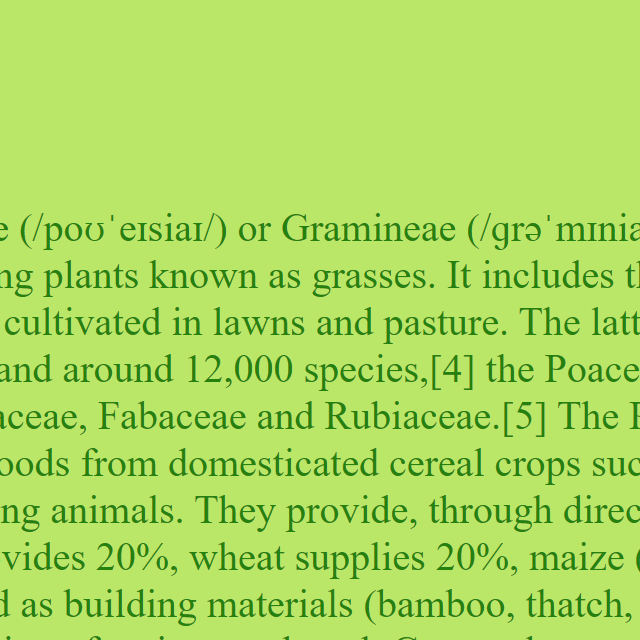 (/poʊˈeɪsiaɪ/) or Gramineae (/ɡrəˈmɪnia
ng plants known as grasses. It includes t
cultivated in lawns and pasture. The latt
and around 12,000 species,[4] the Poace
aceae, Fabaceae and Rubiaceae.[5] The
oods from domesticated cereal crops suc
ng animals. They provide, through direc
vides 20%, wheat supplies 20%, maize (
d as building materials (bamboo, thatch,